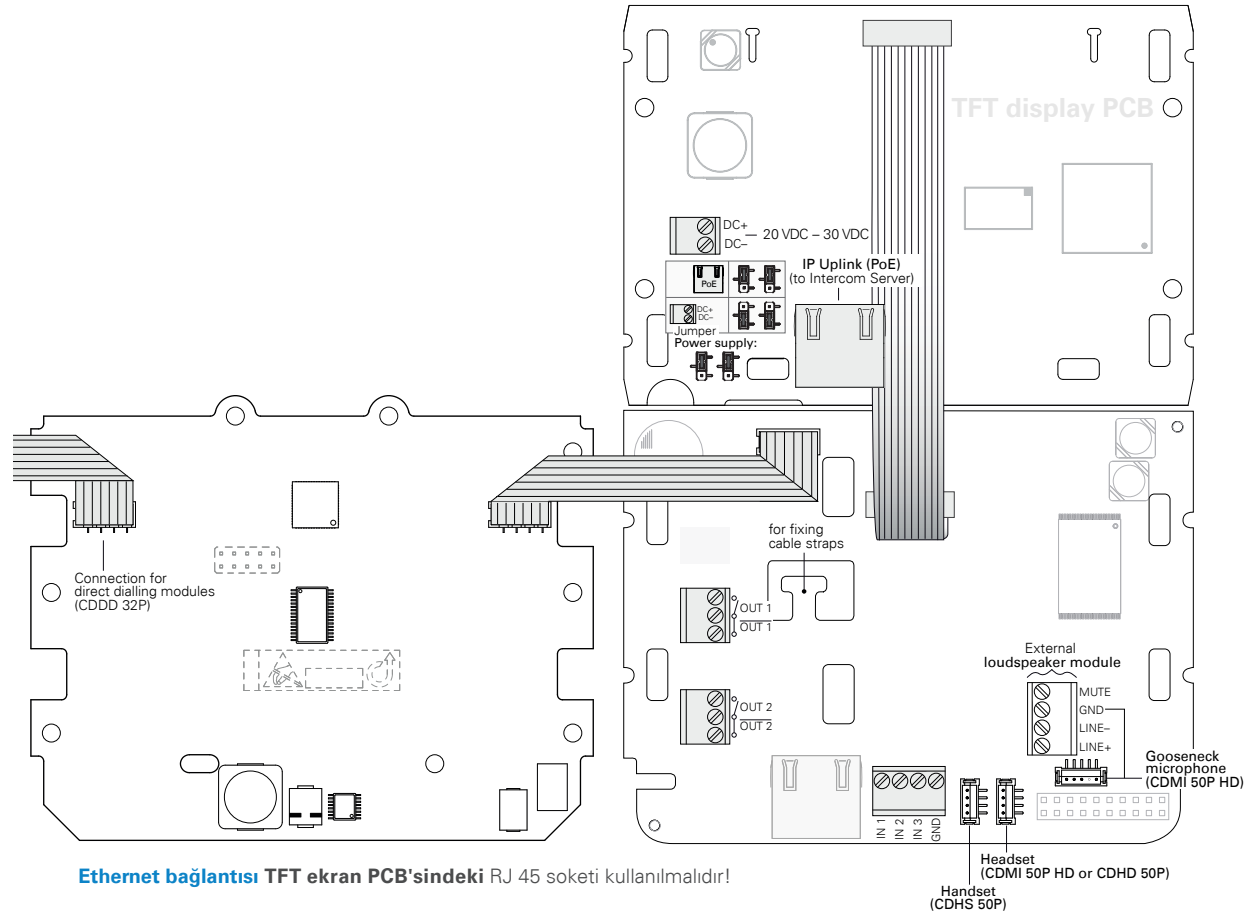 TFT display PCB
DC+
DC–
20 VDC – 30 VDC
IP Uplink (PoE)
(to Intercom Server)
PoE
DC+
DC–
Jumper
Power supply:
Connection for
direct dialling modules
(CDDD 32P)
for fixing
cable straps
OUT 1
OUT 1
OUT 2
OUT 2
External
loudspeaker module
MUTE
GND
LINE–
LINE+
Gooseneck
microphone
(CDMI 50P HD)
IN 1
IN 2
IN 3
GND
Headset
(CDMI 50P HD or CDHD 50P)
Handset
(CDHS 50P)
Ethernet bağlantısı TFT ekran PCB'sindeki RJ 45 soketi kullanılmalıdır!